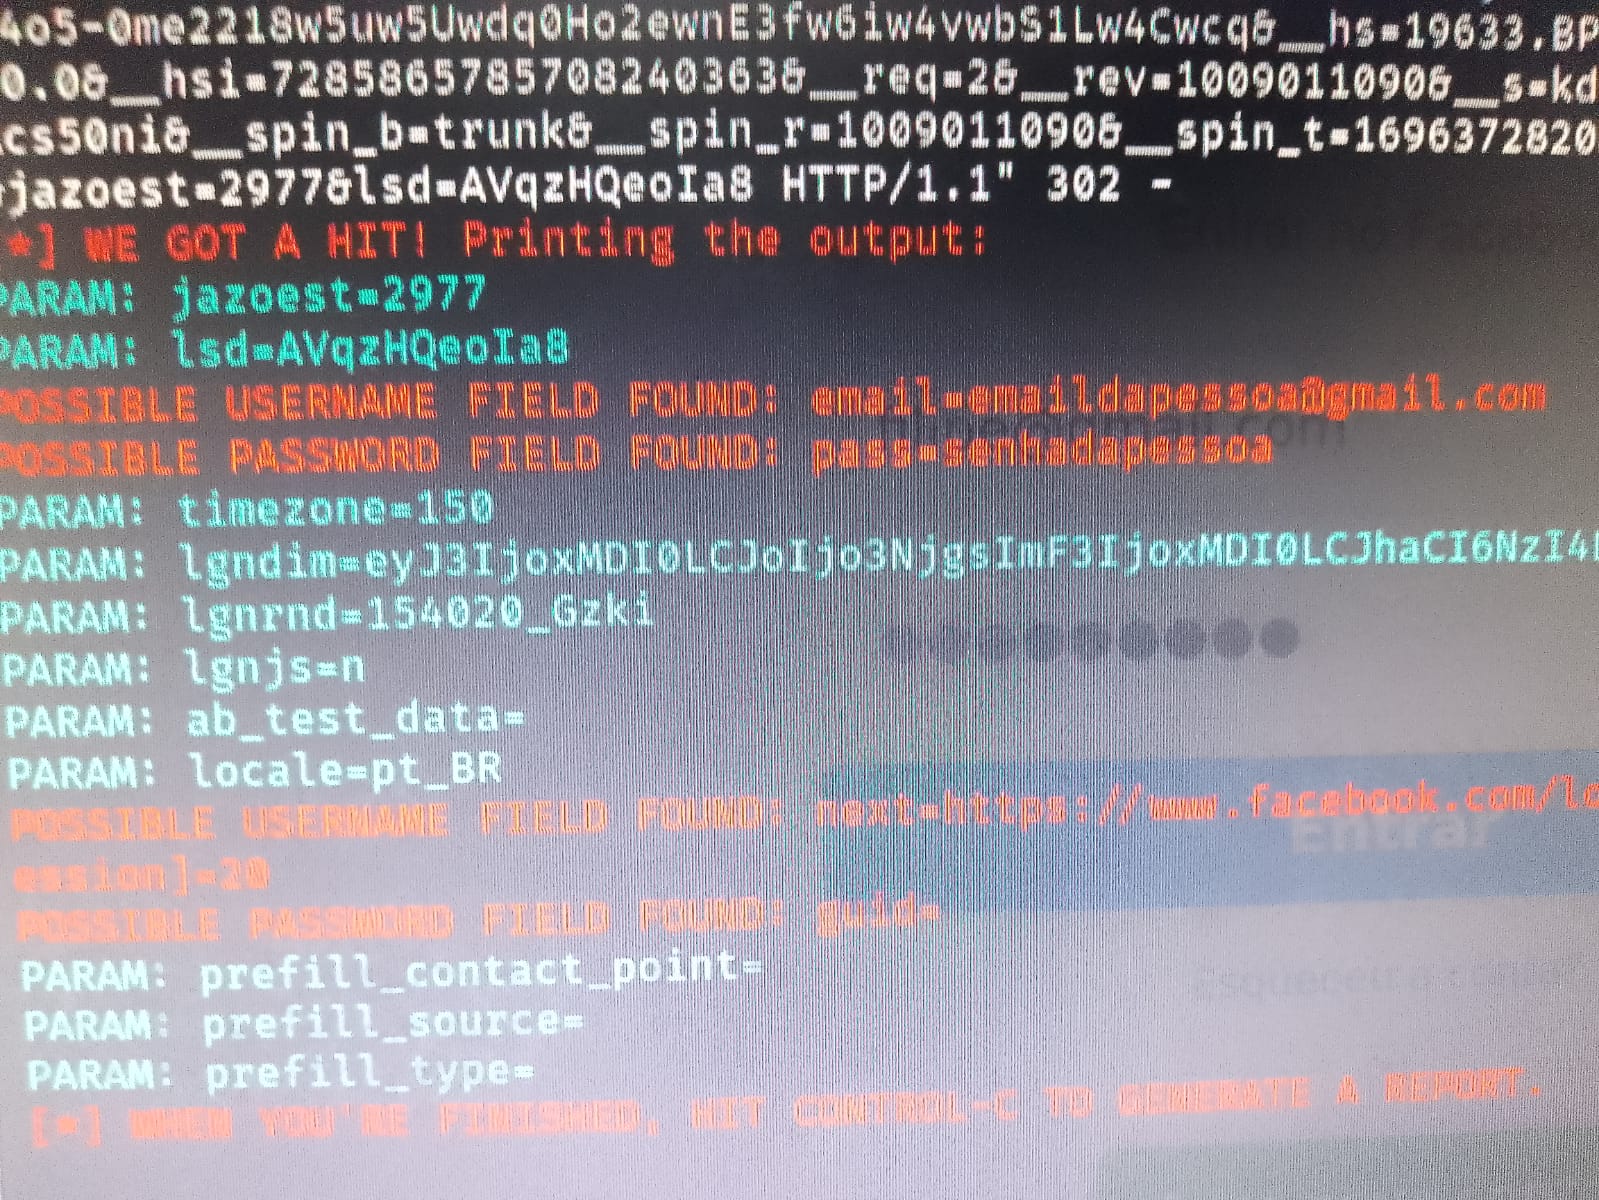 4o5-0me2218w5uw5Uwdq0Ho2ewnE3fw6iw4vwbS1Lw4Cwcq&__hs=19633.BP
0.0&__hsi=7285865785708240363&__req=2&__rev=1009011090&__s=kd
cs50ni&__spin_b=trunk&__spin_r=1009011090&__spin_t=1696372820
jazoest=2977&lsd=AVqzHQeoIa8 HTTP/1.1" 302 -
*] WE GOT A HIT! Printing the output:
PARAM: jazoest=2977
PARAM: lsd=AVqzHQeoIa8
POSSIBLE USERNAME FIELD FOUND: email=emaildapessoa@gmail.com
POSSIBLE PASSWORD FIELD FOUND: pass=senhadapessoa
PARAM: timezone=150
PARAM: lgndim=eyJ3IjoxMDI0LCJoIjo3NjgsImF3IjoxMDI0LCJhaCI6NzI4
PARAM: lgnrnd=154020_Gzki
PARAM: lgnjs=n
PARAM: ab_test_data=
PARAM: locale=pt_BR
POSSIBLE USERNAME FIELD FOUND: next=https://www.facebook.com/lo
ession]=20
Entrar
POSSIBLE PASSWORD FIELD FOUND: guid=
PARAM: prefill_contact_point=
PARAM: prefill_source=
PARAM: prefill_type=
[*] WHEN YOU'RE FINISHED, HIT CONTROL-C TO GENERATE A REPORT.